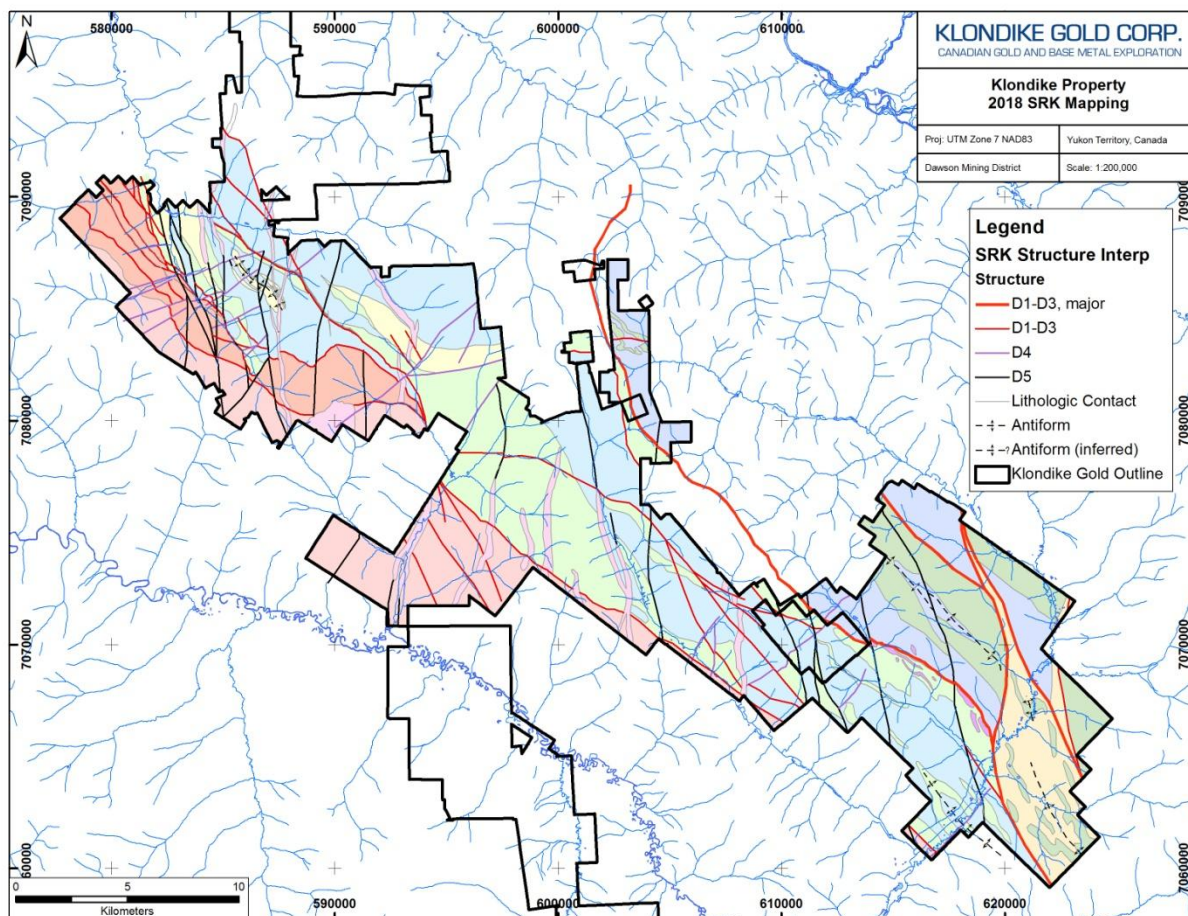 580000
590000
600000
610000
N
KLONDIKE GOLD CORP.
CANADIAN GOLD AND BASE METAL EXPLORATION
Klondike Property
2018 SRK Mapping
Proj: UTM Zone 7 NAD83
Yukon Territory, Canada
Dawson Mining District
Scale: 1:200,000
7090000
7090000
Legend
SRK Structure Interp
Structure
D1-D3, major
D1-D3
D4
D5
Lithologic Contact
Antiform
Antiform (inferred)
Klondike Gold Outline
7080000
7070000
7070000
7060000
7060000
0 5 10
Kilometers
590000
600000
610000
620000